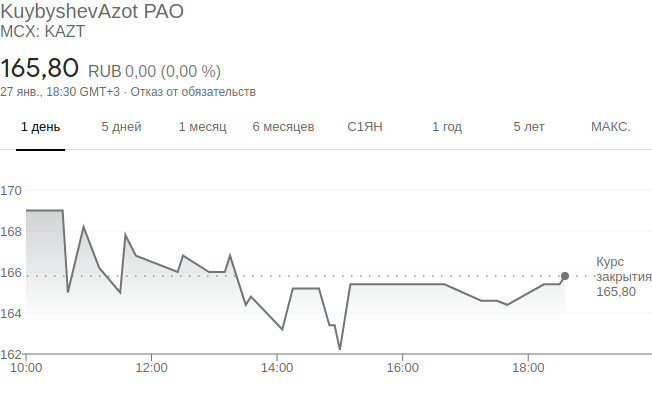 KuybyshevAzot PAO
MCX: KAZT
165,80 RUB 0,00 (0,00 %)
27 янв., 18:30 GMT+3 · Отказ от обязательств
1 день 5 дней 1 месяц 6 месяцев С1ЯН 1 год 5 лет МАКС.
170
168
166
164
162
Курс
закрытия
165,80
10:00 12:00 14:00 16:00 18:00